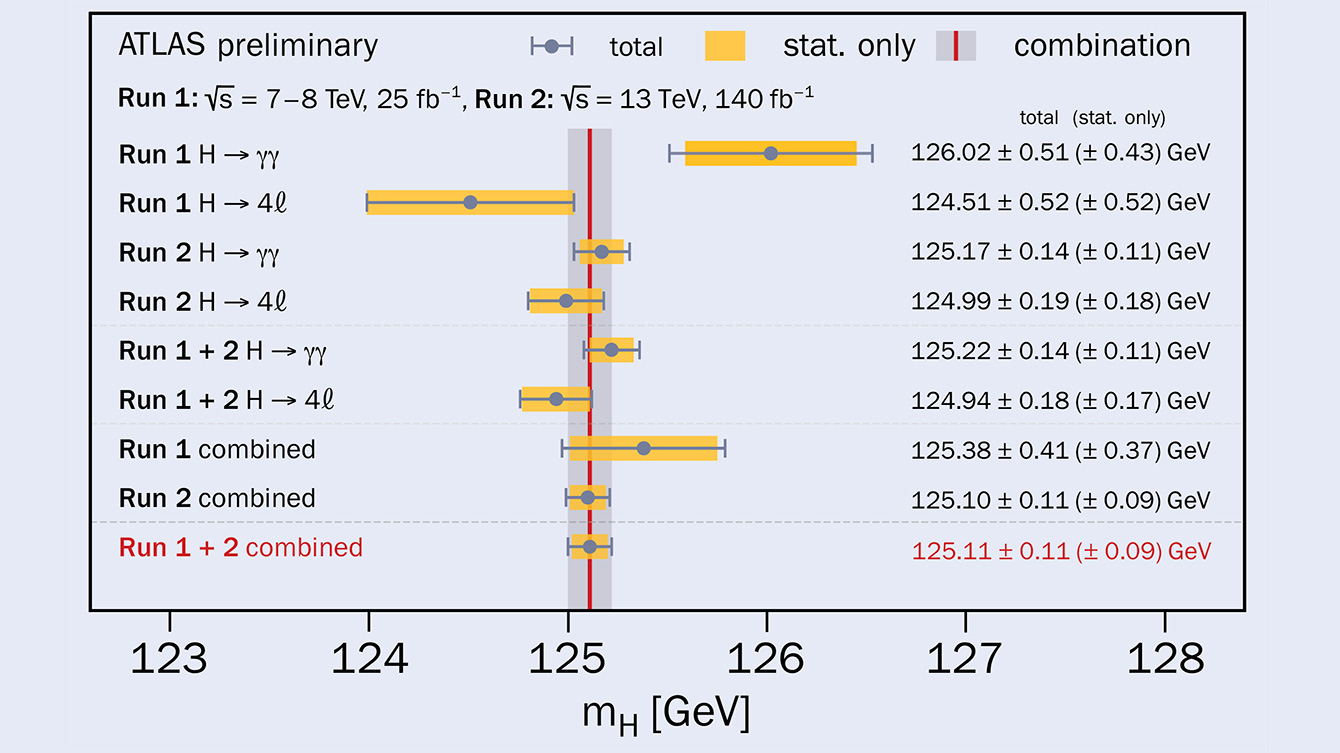 ATLAS preliminary total stat. only combination
Run 1: √s = 7–8 TeV, 25 fb⁻¹, Run 2: √s = 13 TeV, 140 fb⁻¹
total (stat. only)
Run 1 H → γγ 126.02 ± 0.51 (± 0.43) GeV
Run 1 H → 4ℓ 124.51 ± 0.52 (± 0.52) GeV
Run 2 H → γγ 125.17 ± 0.14 (± 0.11) GeV
Run 2 H → 4ℓ 124.99 ± 0.19 (± 0.18) GeV
Run 1 + 2 H → γγ 125.22 ± 0.14 (± 0.11) GeV
Run 1 + 2 H → 4ℓ 124.94 ± 0.18 (± 0.17) GeV
Run 1 combined 125.38 ± 0.41 (± 0.37) GeV
Run 2 combined 125.10 ± 0.11 (± 0.09) GeV
Run 1 + 2 combined 125.11 ± 0.11 (± 0.09) GeV
123 124 125 126 127 128
m_H [GeV]